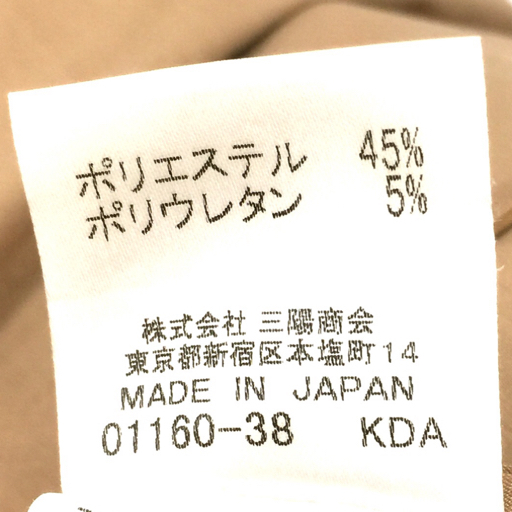 ポリエステル 45%
ポリウレタン 5%
株式会社 三陽商会
東京都新宿区本塩町14
MADE IN JAPAN
01160-38 KDA